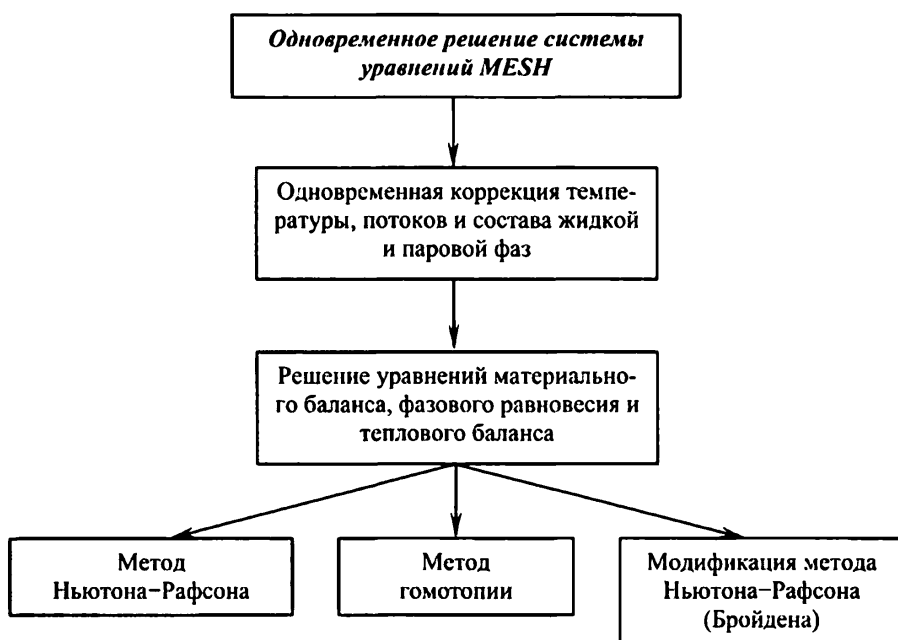 Одновременное решение системы
уравнений MESH
Одновременная коррекция темпе-
ратуры, потоков и состава жидкой
и паровой фаз
Решение уравнений материально-
го баланса, фазового равновесия и
теплового баланса
Метод
Ньютона–Рафсона
Метод
гомотопии
Модификация метода
Ньютона–Рафсона
(Бройдена)